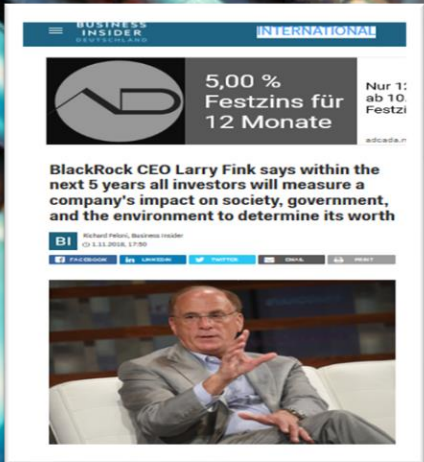 BUSINESS
INSIDER
DEUTSCHLAND
INTERNATIONAL
5,00 %
Festzins für
12 Monate
Nur 1
ab 10.
Festzi
adcada.
BlackRock CEO Larry Fink says within the
next 5 years all investors will measure a
company's impact on society, government,
and the environment to determine its worth
BI
Richard Feloni, Business Insider
1.11.2018, 17:50
FACEBOOK
LINKEDIN
TWITTER
EMAIL
PRINT